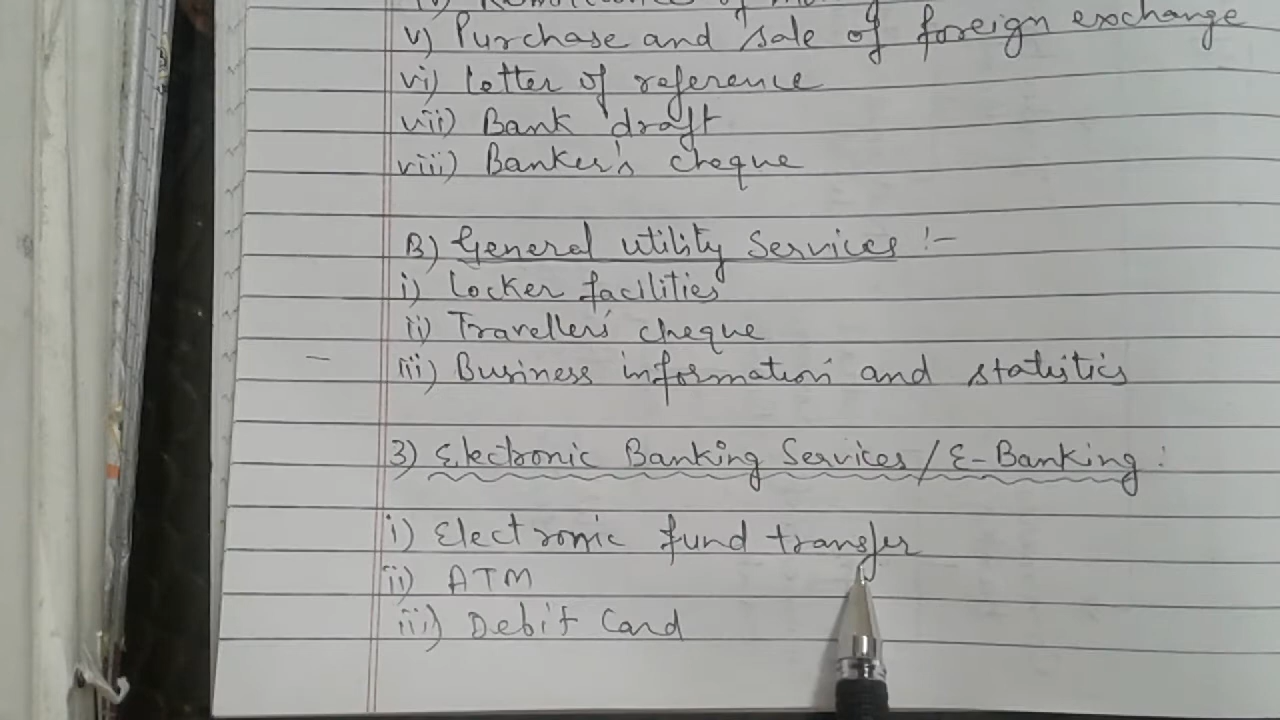 v) Purchase and sale of foreign exchange
vi) Letter of reference
vii) Bank draft
viii) Banker's cheque
B) General utility Services :-
i) Locker facilities
ii) Travellers' cheque
iii) Business information and statistics
3) Electronic Banking Services / E-Banking :
i) Electronic fund transfer
ii) ATM
iii) Debit Card